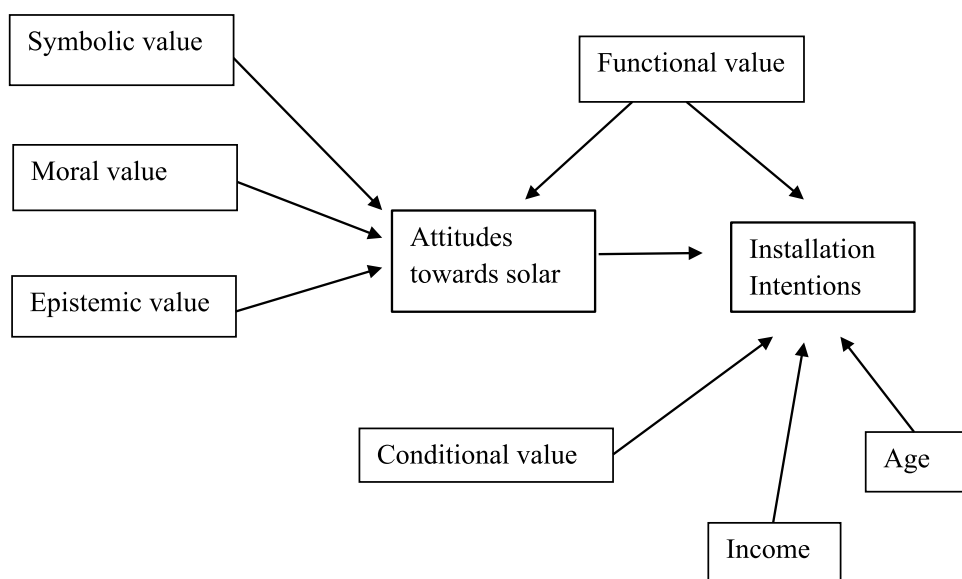 Symbolic value
Functional value
Moral value
Attitudes
towards solar
Installation
Intentions
Epistemic value
Conditional value
Age
Income